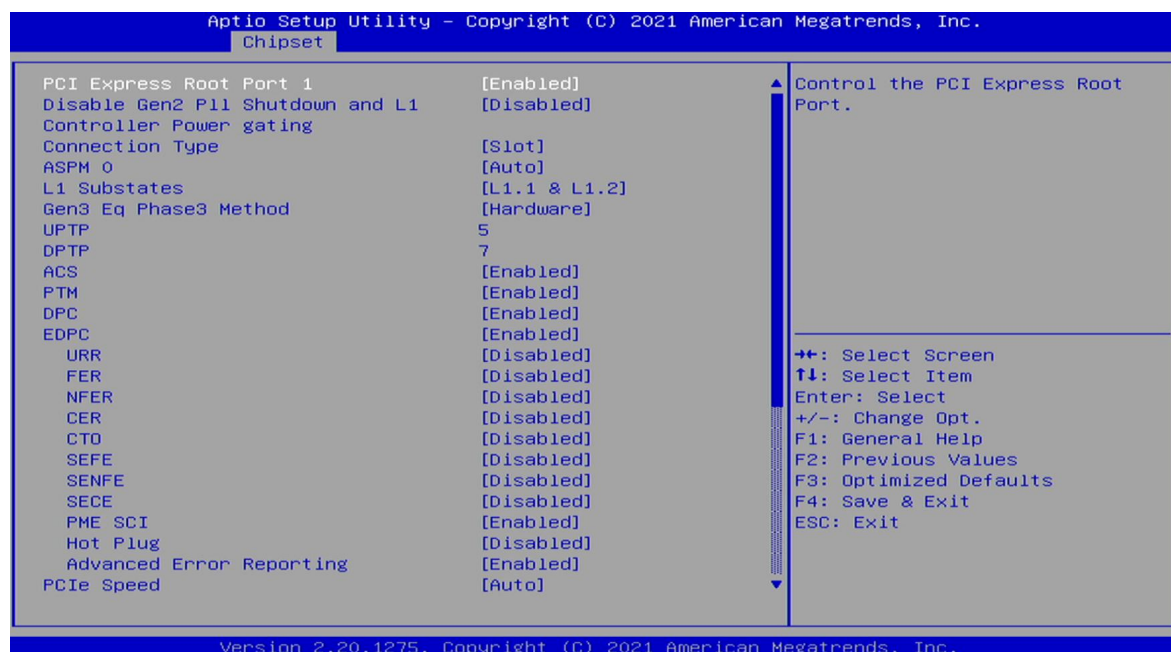 Aptio Setup Utility – Copyright (C) 2021 American Megatrends, Inc.
Chipset
PCI Express Root Port 1 [Enabled]
Disable Gen2 Pll Shutdown and L1 [Disabled]
Controller Power gating
Connection Type [Slot]
ASPM 0 [Auto]
L1 Substates [L1.1 & L1.2]
Gen3 Eq Phase3 Method [Hardware]
UPTP 5
DPTP 7
ACS [Enabled]
PTM [Enabled]
DPC [Enabled]
EDPC [Enabled]
URR [Disabled]
FER [Disabled]
NFER [Disabled]
CER [Disabled]
CTO [Disabled]
SEFE [Disabled]
SENFE [Disabled]
SECE [Disabled]
PME SCI [Enabled]
Hot Plug [Disabled]
Advanced Error Reporting [Enabled]
PCIe Speed [Auto]
Control the PCI Express Root
Port.
→←: Select Screen
↑↓: Select Item
Enter: Select
+/-: Change Opt.
F1: General Help
F2: Previous Values
F3: Optimized Defaults
F4: Save & Exit
ESC: Exit
Version 2.20.1275. Copyright (C) 2021 American Megatrends, Inc.